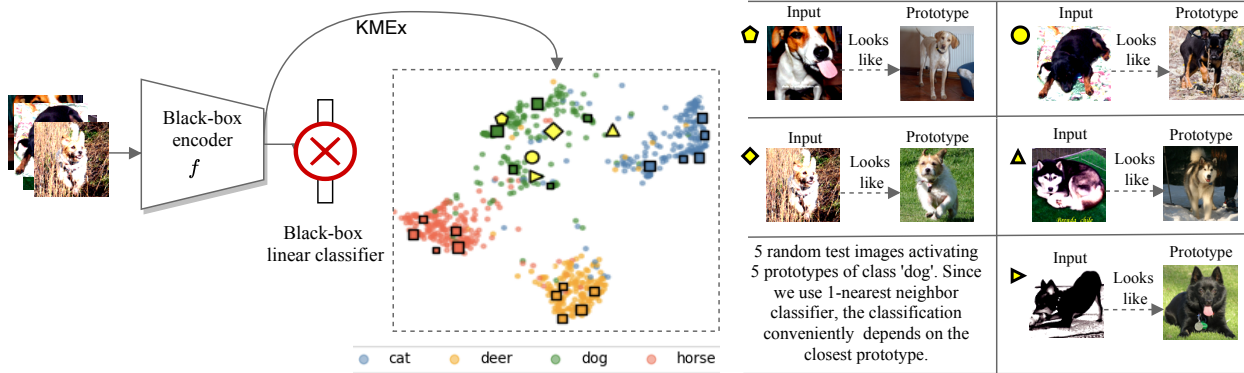 KMEx
Black-box
encoder
f
Black-box
linear classifier
cat
deer
dog
horse
Input
Prototype
Looks
like
Input
Prototype
Looks
like
Input
Prototype
Looks
like
Input
Prototype
Looks
like
Brenda chile
5 random test images activating
5 prototypes of class 'dog'. Since
we use 1-nearest neighbor
classifier, the classification
conveniently depends on the
closest prototype.
Input
Prototype
Looks
like